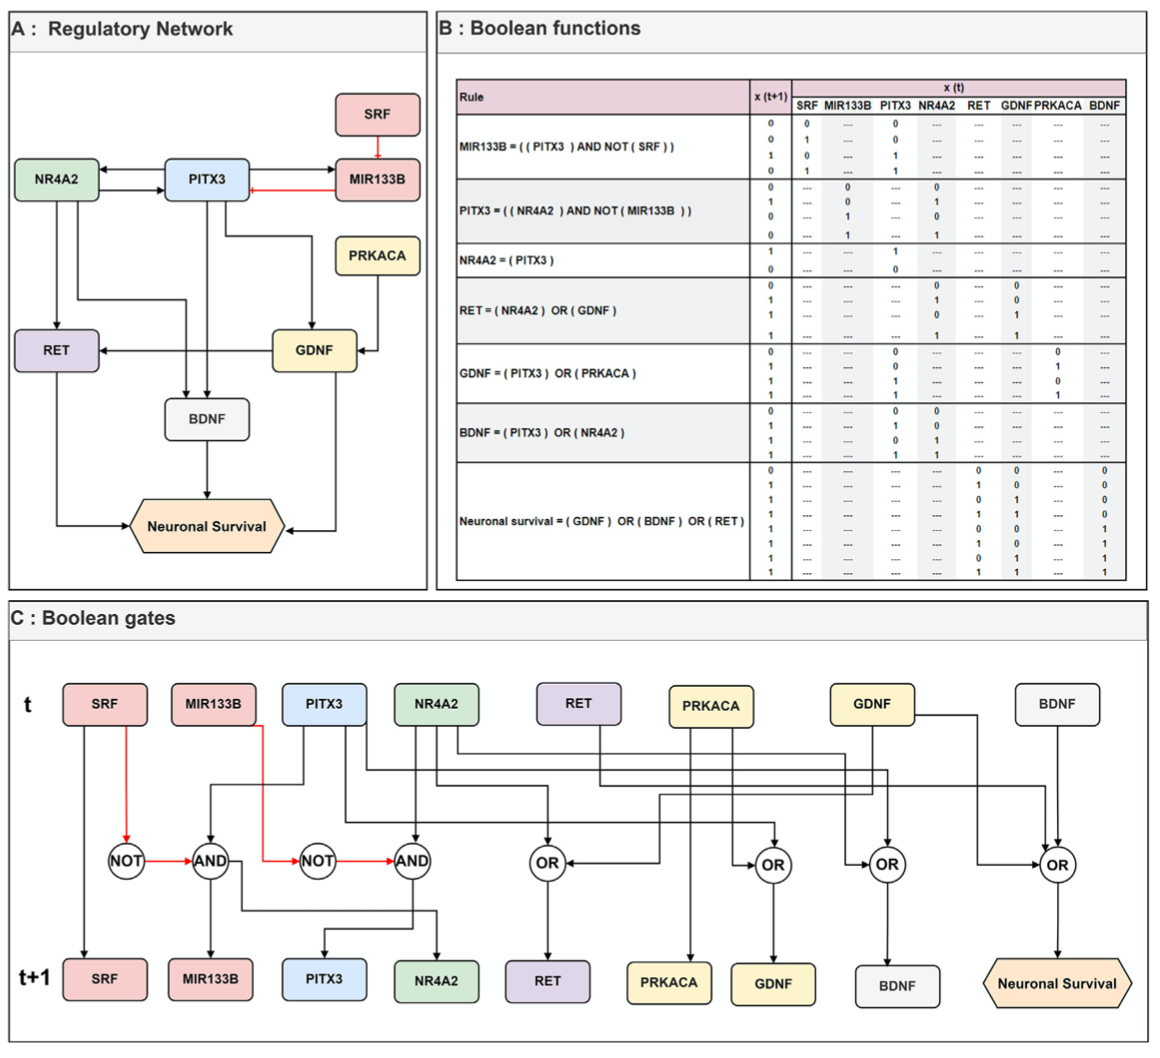 A : Regulatory Network
SRF
NR4A2
PITX3
MIR133B
PRKACA
RET
GDNF
BDNF
Neuronal Survival
B : Boolean functions
Rule x (t+1) x (t)
SRF MIR133B PITX3 NR4A2 RET GDNF PRKACA BDNF
MIR133B = ( ( PITX3 ) AND NOT ( SRF ) )
0 0 --- 0 --- --- --- --- ---
0 1 --- 0 --- --- --- --- ---
1 0 --- 1 --- --- --- --- ---
0 1 --- 1 --- --- --- --- ---
PITX3 = ( ( NR4A2 ) AND NOT ( MIR133B ) )
0 --- 0 --- 0 --- --- --- ---
1 --- 0 --- 1 --- --- --- ---
0 --- 1 --- 0 --- --- --- ---
0 --- 1 --- 1 --- --- --- ---
NR4A2 = ( PITX3 )
1 --- --- 1 --- --- --- --- ---
0 --- --- 0 --- --- --- --- ---
RET = ( NR4A2 ) OR ( GDNF )
0 --- --- --- 0 --- 0 --- ---
1 --- --- --- 1 --- 0 --- ---
1 --- --- --- 0 --- 1 --- ---
1 --- --- --- 1 --- 1 --- ---
GDNF = ( PITX3 ) OR ( PRKACA )
0 --- --- 0 --- --- --- 0 ---
1 --- --- 0 --- --- --- 1 ---
1 --- --- 1 --- --- --- 0 ---
1 --- --- 1 --- --- --- 1 ---
BDNF = ( PITX3 ) OR ( NR4A2 )
0 --- --- 0 0 --- --- --- ---
1 --- --- 1 0 --- --- --- ---
1 --- --- 0 1 --- --- --- ---
1 --- --- 1 1 --- --- --- ---
Neuronal survival = ( GDNF ) OR ( BDNF ) OR ( RET )
0 --- --- --- --- 0 0 --- 0
1 --- --- --- --- 1 0 --- 0
1 --- --- --- --- 0 1 --- 0
1 --- --- --- --- 1 1 --- 0
1 --- --- --- --- 0 0 --- 1
1 --- --- --- --- 1 0 --- 1
1 --- --- --- --- 0 1 --- 1
1 --- --- --- --- 1 1 --- 1
C : Boolean gates
t SRF MIR133B PITX3 NR4A2 RET PRKACA GDNF BDNF
NOT AND NOT AND OR OR OR OR
t+1 SRF MIR133B PITX3 NR4A2 RET PRKACA GDNF BDNF Neuronal Survival